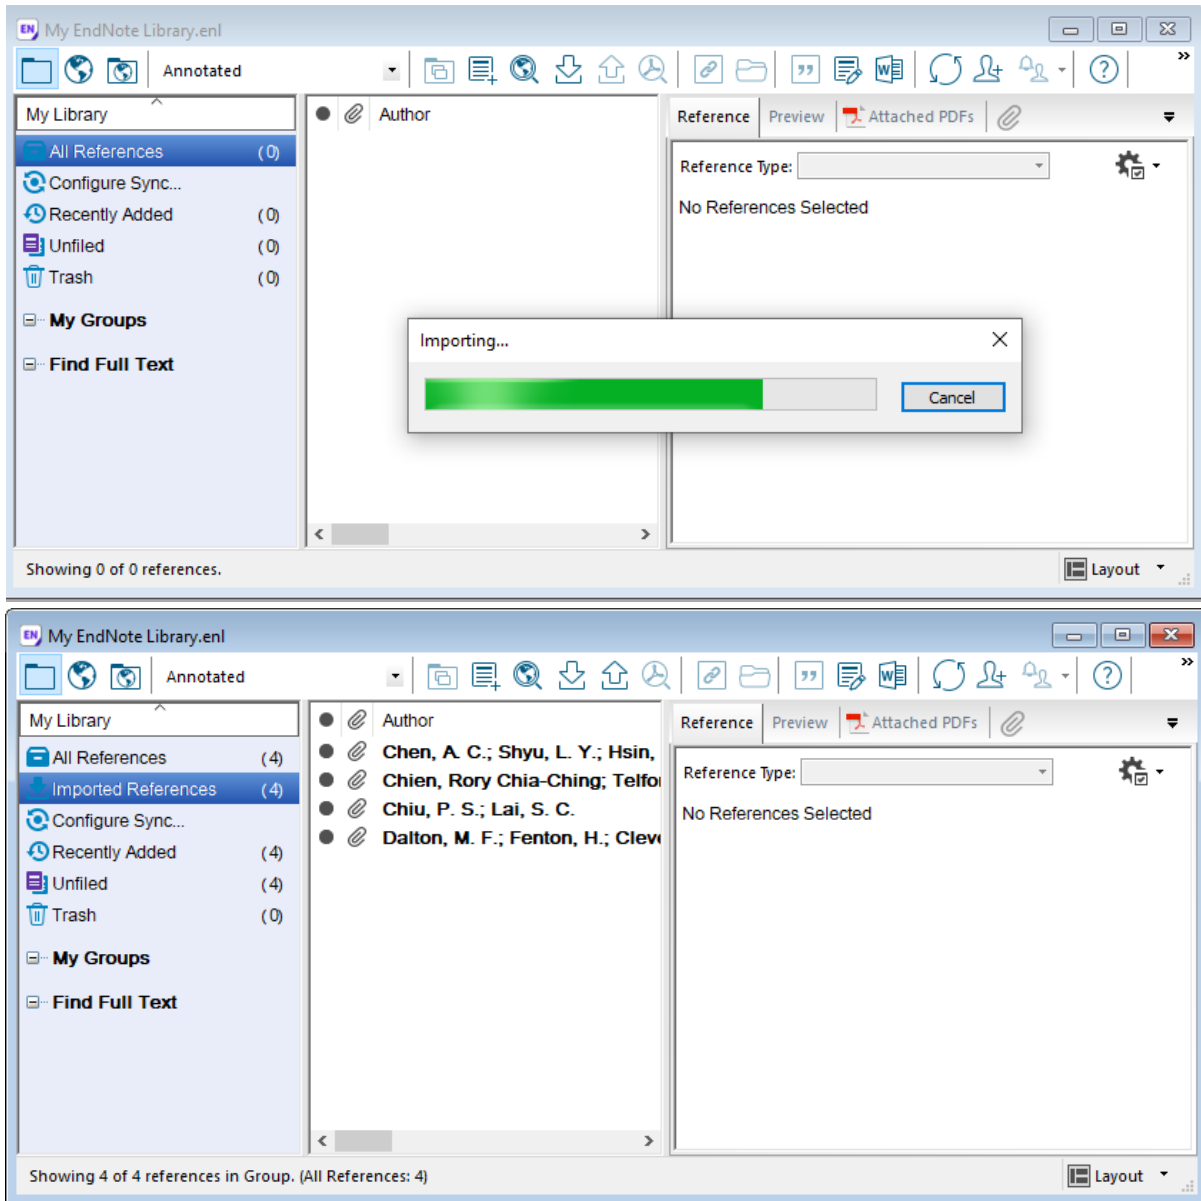 EN My EndNote Library.enl
Annotated
My Library
All References (0)
Configure Sync...
Recently Added (0)
Unfiled (0)
Trash (0)
My Groups
Find Full Text
Author
Reference Preview Attached PDFs
Reference Type:
No References Selected
Importing...
Cancel
Showing 0 of 0 references.
Layout
EN My EndNote Library.enl
Annotated
My Library
All References (4)
Imported References (4)
Configure Sync...
Recently Added (4)
Unfiled (4)
Trash (0)
My Groups
Find Full Text
Author
Chen, A. C.; Shyu, L. Y.; Hsin,
Chien, Rory Chia-Ching; Telfo
Chiu, P. S.; Lai, S. C.
Dalton, M. F.; Fenton, H.; Cleve
Reference Preview Attached PDFs
Reference Type:
No References Selected
Showing 4 of 4 references in Group. (All References: 4)
Layout